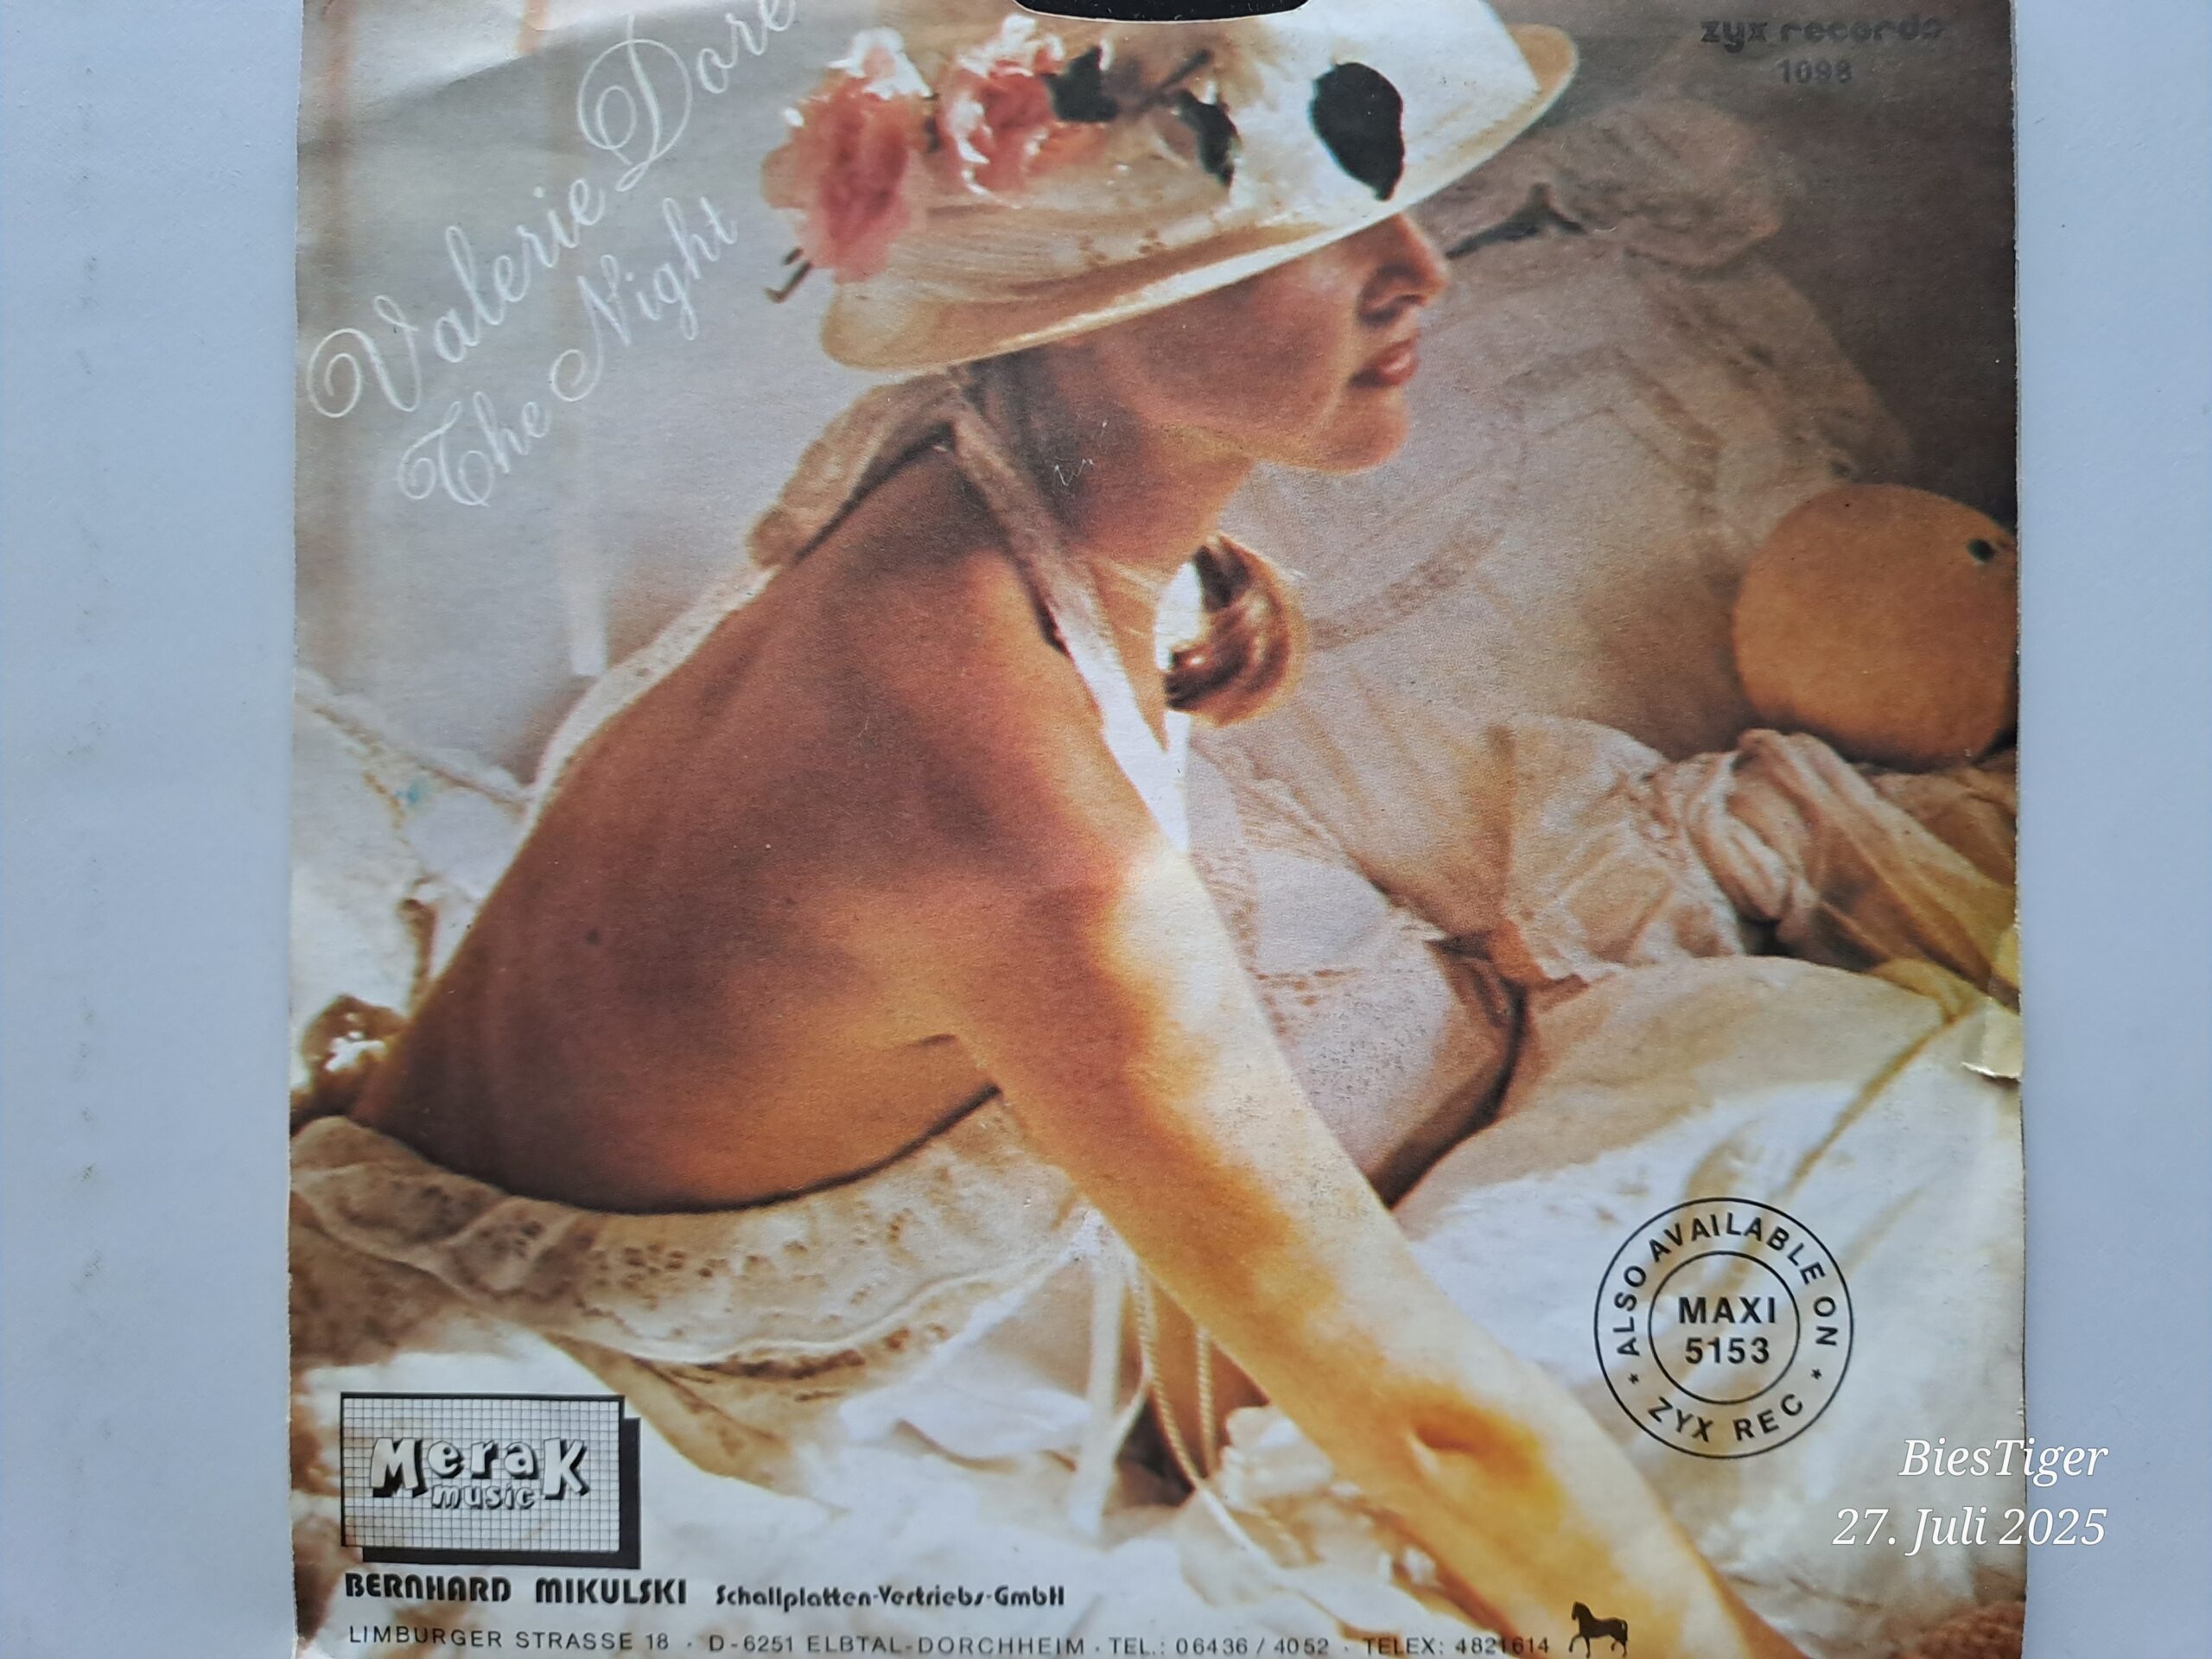 zyx records
1098
Valerie Dore
The Night
ALSO AVAILABLE ON
MAXI
5153
* ZYX REC *
Merak
music
BiesTiger
27. Juli 2025
BERNHARD MIKULSKI Schallplatten-Vertriebs-GmbH
LIMBURGER STRASSE 18 · D-6251 ELBTAL-DORCHHEIM · TEL.: 06436 / 4052 · TELEX: 4821614